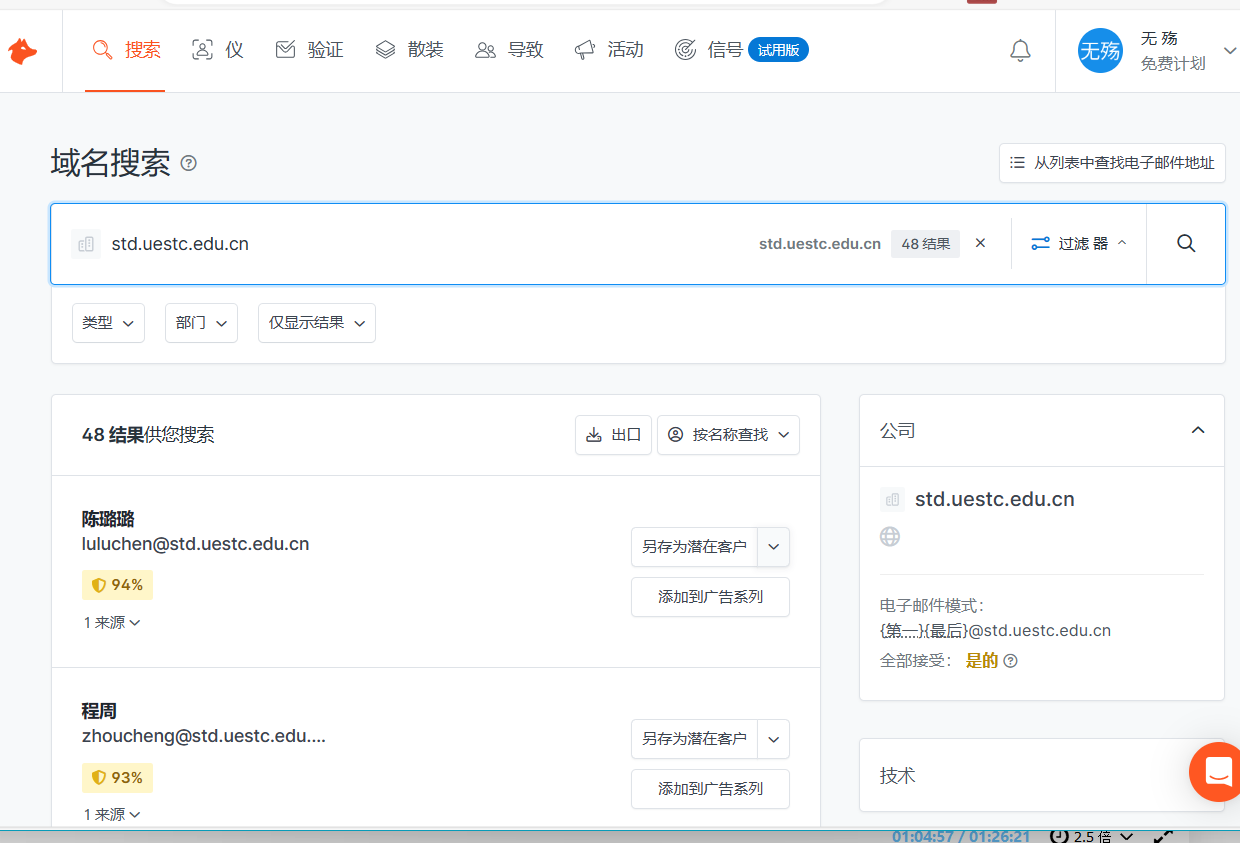 搜索 仪 验证 散装 导致 活动 信号 试用版
无殇
无 殇
免费计划
域名搜索
从列表中查找电子邮件地址
std.uestc.edu.cn std.uestc.edu.cn 48 结果 过滤 器
类型 部门 仅显示结果
48 结果供您搜索 出口 按名称查找
陈璐璐
luluchen@std.uestc.edu.cn
94%
1 来源
另存为潜在客户
添加到广告系列
程周
zhoucheng@std.uestc.edu....
93%
1 来源
另存为潜在客户
添加到广告系列
公司
std.uestc.edu.cn
电子邮件模式：
{第一}{最后}@std.uestc.edu.cn
全部接受： 是的
技术
01:04:57 / 01:26:21 2.5 倍